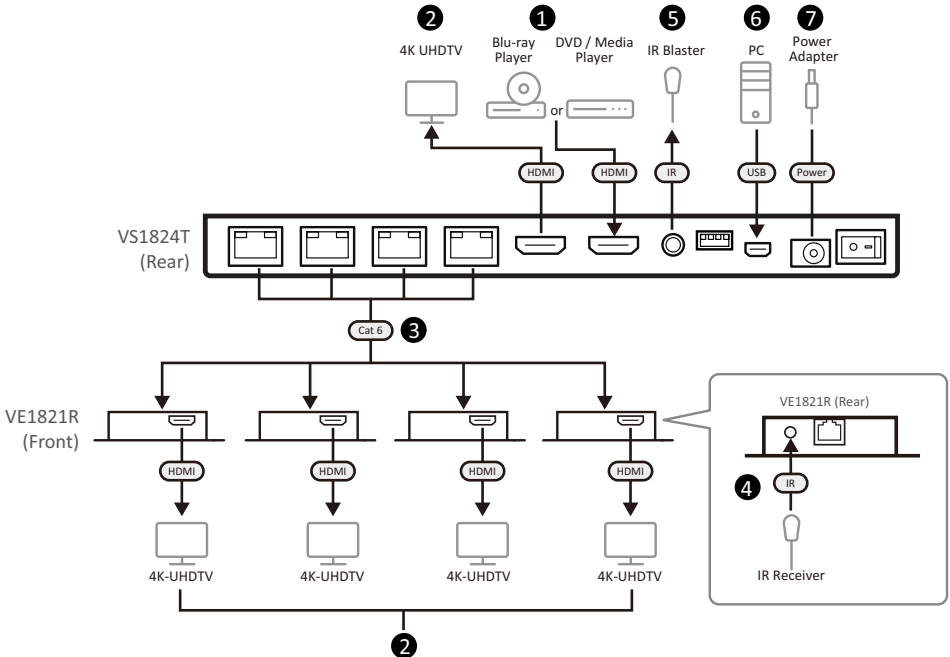 2 1 5 6 7
4K UHDTV
Blu-ray
Player
DVD / Media
Player
IR Blaster
PC
Power
Adapter
or
HDMI HDMI IR USB Power
VS1824T
(Rear)
Cat 6 3
VE1821R
(Front)
VE1821R (Rear)
HDMI HDMI HDMI HDMI
4 IR
4K-UHDTV 4K-UHDTV 4K-UHDTV 4K-UHDTV
IR Receiver
2